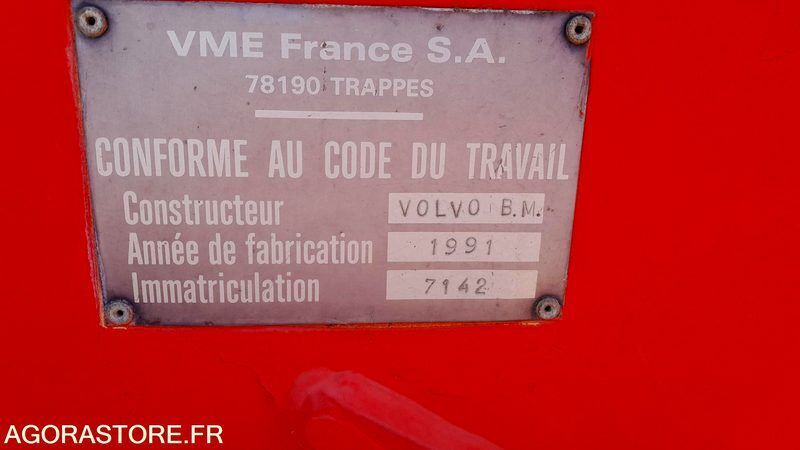 VME France S.A.
78190 TRAPPES
CONFORME AU CODE DU TRAVAIL
Constructeur VOLVO B.M.
Année de fabrication 1991
Immatriculation 7142
AGORASTORE.FR